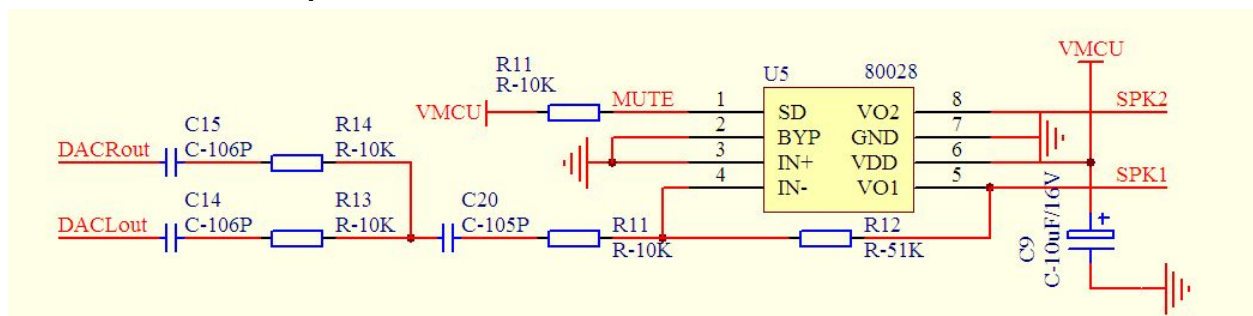 VMCU
R11
R-10K
U5
80028
MUTE
1
SD
VO2
8
SPK2
VMCU
2
BYP
GND
7
C15
R14
DACRout
C-106P
R-10K
3
IN+
VDD
6
4
IN-
VO1
5
SPK1
C14
R13
C20
DACLout
C-106P
R-10K
C-105P
R11
R-10K
R12
R-51K
C9
C-10uF/16V
+